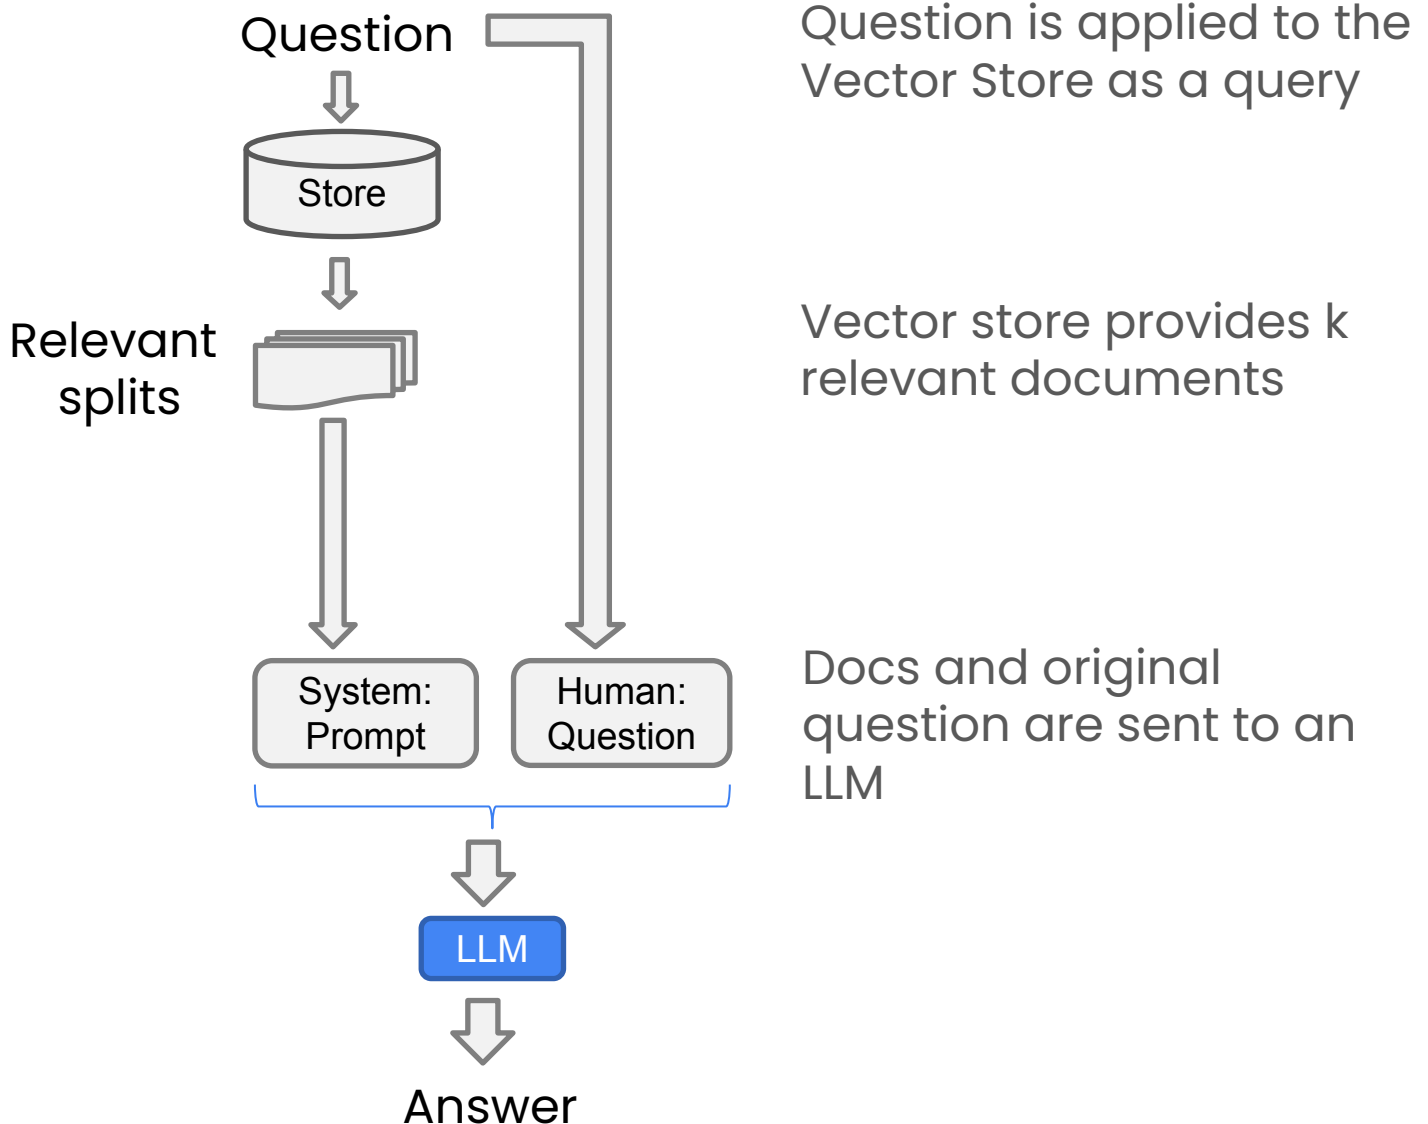 Question
Question is applied to the
Vector Store as a query
Store
Relevant
splits
Vector store provides k
relevant documents
System:
Prompt
Human:
Question
Docs and original
question are sent to an
LLM
LLM
Answer